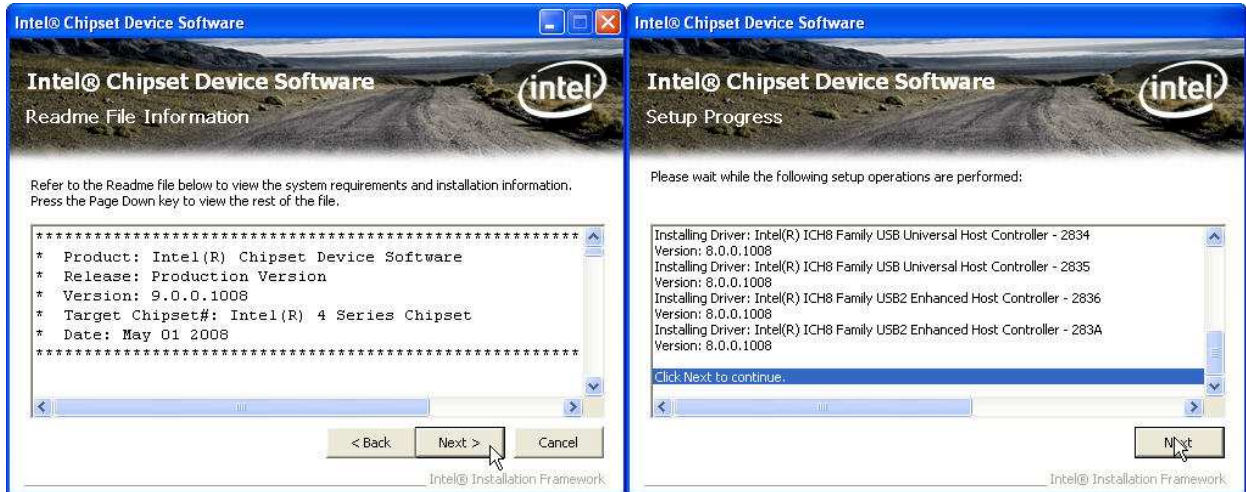 Intel® Chipset Device Software
Intel® Chipset Device Software
intel
Readme File Information
Refer to the Readme file below to view the system requirements and installation information.
Press the Page Down key to view the rest of the file.
************************************************************
* Product: Intel(R) Chipset Device Software
* Release: Production Version
* Version: 9.0.0.1008
* Target Chipset#: Intel(R) 4 Series Chipset
* Date: May 01 2008
************************************************************
< Back Next > Cancel
Intel® Installation Framework
Intel® Chipset Device Software
Intel® Chipset Device Software
intel
Setup Progress
Please wait while the following setup operations are performed:
Installing Driver: Intel(R) ICH8 Family USB Universal Host Controller - 2834
Version: 8.0.0.1008
Installing Driver: Intel(R) ICH8 Family USB Universal Host Controller - 2835
Version: 8.0.0.1008
Installing Driver: Intel(R) ICH8 Family USB2 Enhanced Host Controller - 2836
Version: 8.0.0.1008
Installing Driver: Intel(R) ICH8 Family USB2 Enhanced Host Controller - 283A
Version: 8.0.0.1008
Click Next to continue.
Next
Intel® Installation Framework